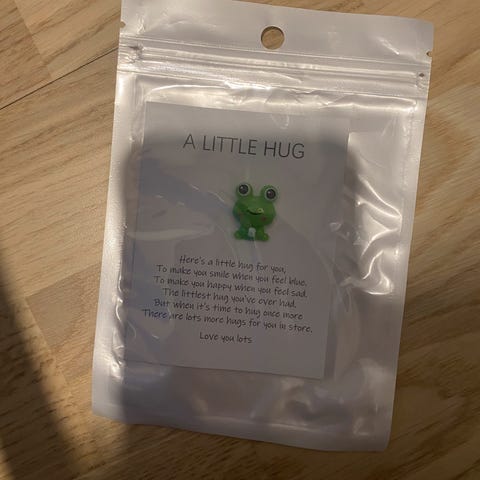 A LITTLE HUG
Here's a little hug for you,
To make you smile when you feel blue.
To make you happy when you feel sad.
The littlest hug you've ever had.
But when it's time to hug once more
There are lots more hugs for you in store.
Love you lots